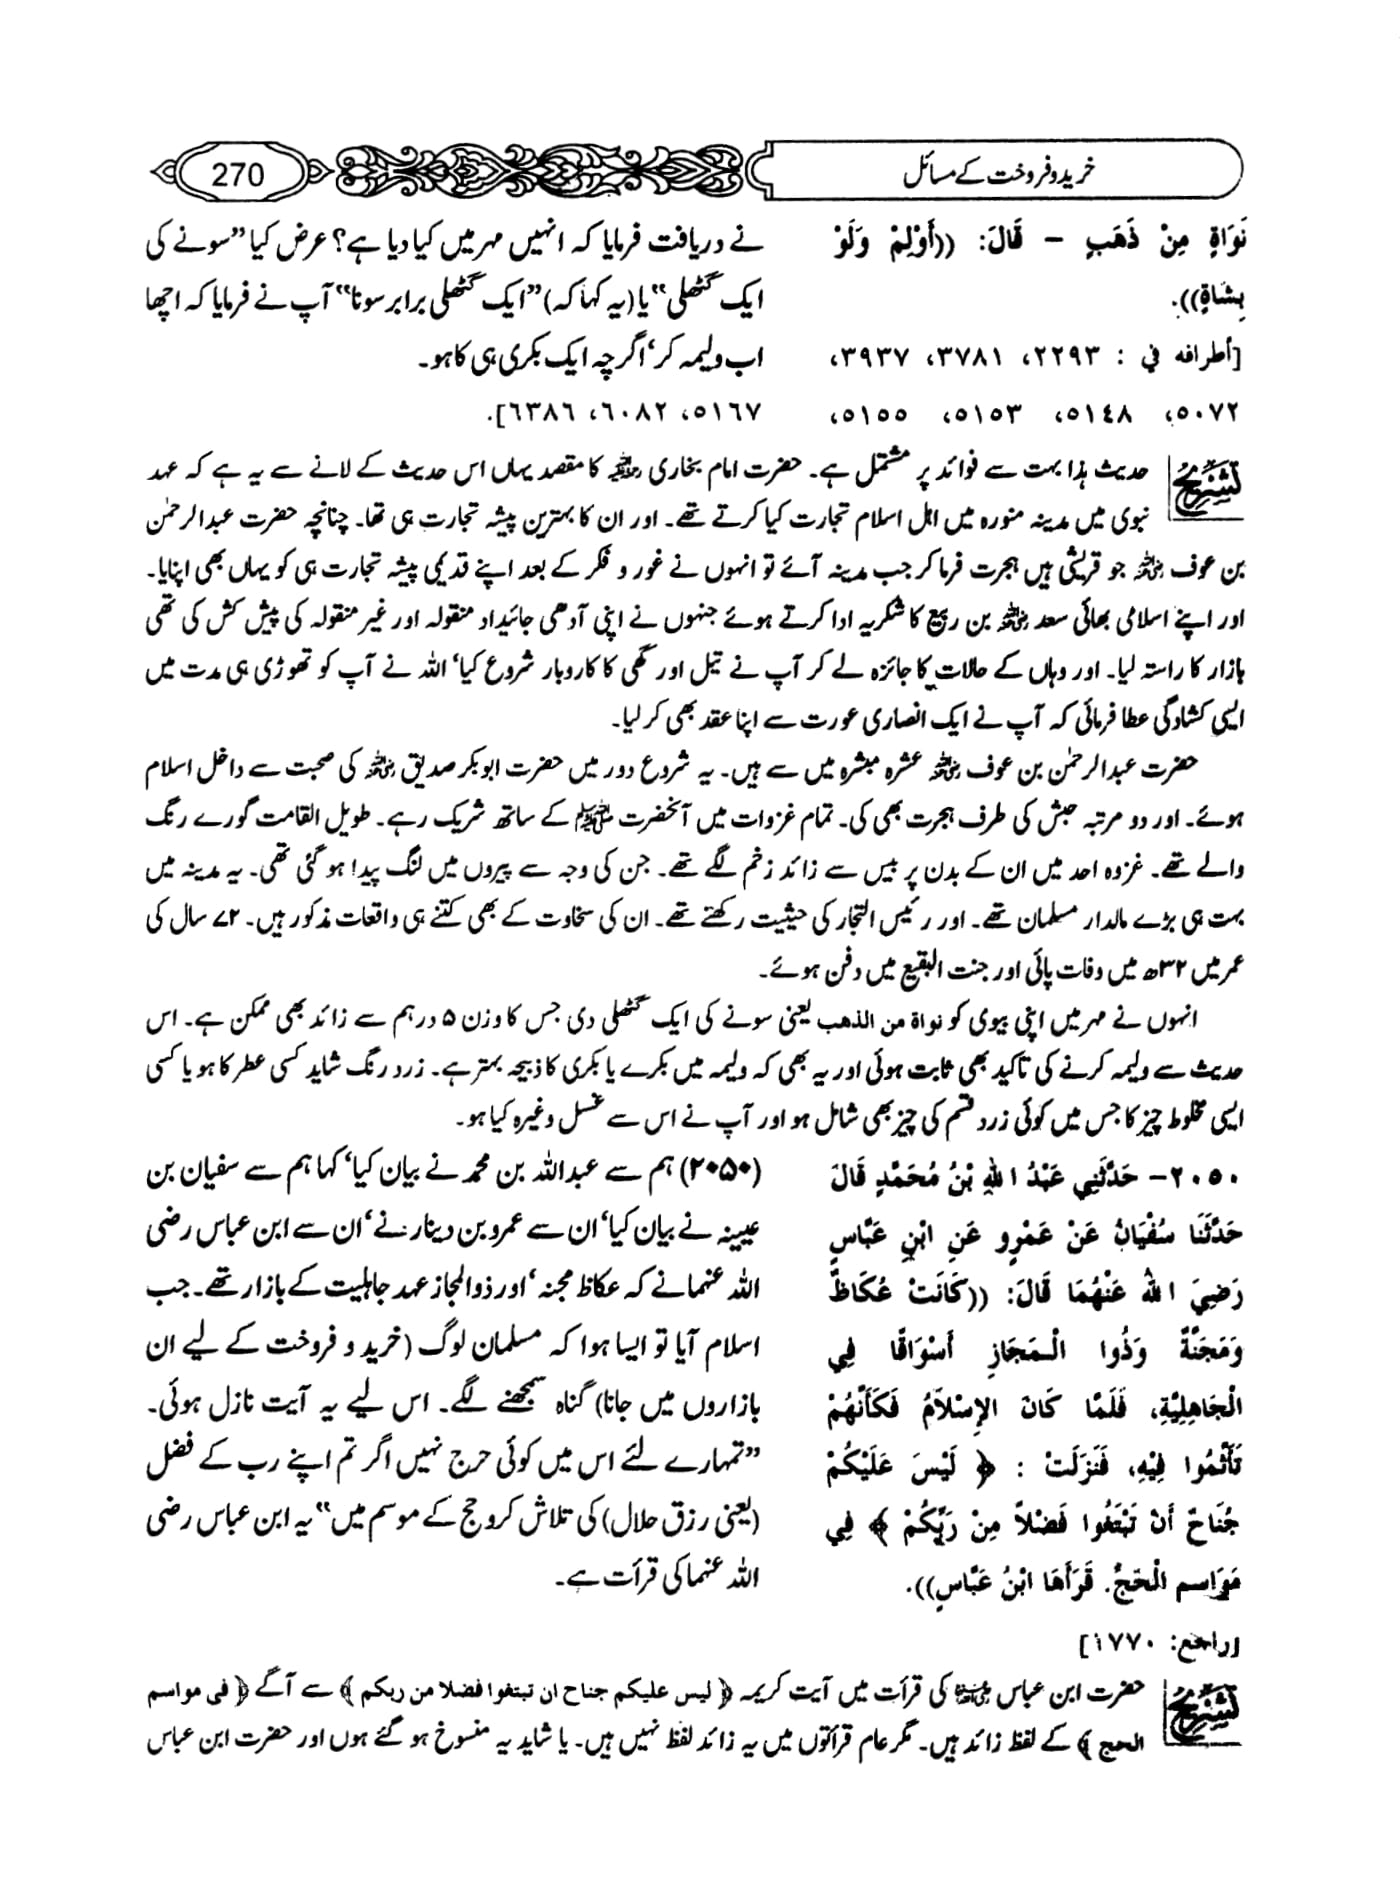 خرید و فروخت کے مسائل
270
نَوَاةٍ مِنْ ذَهَبٍ – قَالَ: ((أَوْلِمْ وَلَوْ
بِشَاةٍ)).
[أطرافه في : ٢٢٩٣، ٣٧٨١، ٣٩٣٧،
٥٠٧٢، ٥١٤٨، ٥١٥٣، ٥١٥٥،
٥١٦٧، ٦٠٨٢، ٦٣٨٦].
نے دریافت فرمایا کہ انہیں مہر میں کیا دیا ہے؟ عرض کیا ”سونے کی
ایک گٹھلی“ یا (یہ کہا کہ) ”ایک گٹھلی برابر سونا“ آپ نے فرمایا کہ اچھا
اب ولیمہ کر‘ اگرچہ ایک بکری ہی کا ہو۔
تشریح
حدیث ہذا بہت سے فوائد پر مشتمل ہے۔ حضرت امام بخاری رحمۃ اللہ علیہ کا مقصد یہاں اس حدیث کے لانے سے یہ ہے کہ عہد
نبوی میں مدینہ منورہ میں اہل اسلام تجارت کیا کرتے تھے۔ اور ان کا بہترین پیشہ تجارت ہی تھا۔ چنانچہ حضرت عبدالرحمٰن
بن عوف رضی اللہ عنہ جو قریشی ہیں ہجرت فرما کر جب مدینہ آئے تو انہوں نے غور و فکر کے بعد اپنے قدیمی پیشہ تجارت ہی کو یہاں بھی اپنایا۔
اور اپنے اسلامی بھائی سعد رضی اللہ عنہ بن ربیع کا شکریہ ادا کرتے ہوئے جنہوں نے اپنی آدھی جائیداد منقولہ اور غیر منقولہ کی پیش کش کی تھی
بازار کا راستہ لیا۔ اور وہاں کے حالات کا جائزہ لے کر آپ نے تیل اور گھی کا کاروبار شروع کیا‘ اللہ نے آپ کو تھوڑی ہی مدت میں
ایسی کشادگی عطا فرمائی کہ آپ نے ایک انصاری عورت سے اپنا عقد بھی کر لیا۔
حضرت عبدالرحمٰن بن عوف رضی اللہ عنہ عشرہ مبشرہ میں سے ہیں۔ یہ شروع دور میں حضرت ابو بکر صدیق رضی اللہ عنہ کی صحبت سے داخل اسلام
ہوئے۔ اور دو مرتبہ حبش کی طرف ہجرت بھی کی۔ تمام غزوات میں آنحضرت صلی اللہ علیہ وسلم کے ساتھ شریک رہے۔ طویل القامت گورے رنگ
والے تھے۔ غزوہ احد میں ان کے بدن پر بیس سے زائد زخم لگے تھے۔ جن کی وجہ سے پیروں میں لنگ پیدا ہو گئی تھی۔ یہ مدینہ میں
بہت ہی بڑے مالدار مسلمان تھے۔ اور رئیس التجار کی حیثیت رکھتے تھے۔ ان کی سخاوت کے بھی کتنے ہی واقعات مذکور ہیں۔ ۷۲ سال کی
عمر میں ۳۲ھ میں وفات پائی اور جنت البقیع میں دفن ہوئے۔
انہوں نے مہر میں اپنی بیوی کو نواة من الذهب یعنی سونے کی ایک گٹھلی دی جس کا وزن ۵ درہم سے زائد بھی ممکن ہے۔ اس
حدیث سے ولیمہ کرنے کی تاکید بھی ثابت ہوئی اور یہ بھی کہ ولیمہ میں بکرے یا بکری کا ذبیحہ بہتر ہے۔ زرد رنگ شاید کسی عطر کا ہو یا کسی
ایسی مخلوط چیز کا جس میں کوئی زرد قسم کی چیز بھی شامل ہو اور آپ نے اس سے غسل وغیرہ کیا ہو۔
٢٠٥٠– حَدَّثَنِي عَبْدُ اللهِ بْنُ مُحَمَّدٍ قَالَ
حَدَّثَنَا سُفْيَانُ عَنْ عَمْرٍو عَنِ ابْنِ عَبَّاسٍ
رَضِيَ اللهُ عَنْهُمَا قَالَ: ((كَانَتْ عُكَاظٌ
وَمَجَنَّةُ وَذُوا الْمَجَازِ أَسْوَاقًا فِي
الْجَاهِلِيَّةِ، فَلَمَّا كَانَ الإِسْلاَمُ فَكَأَنَّهُمْ
تَأَثَّمُوا فِيْهِ، فَنَزَلَتْ : ﴿ لَيْسَ عَلَيْكُمْ
جُنَاحٌ أَنْ تَبْتَغُوا فَضْلاً مِنْ رَبِّكُمْ ﴾ فِي
مَوَاسِمِ الْحَجِّ. قَرَأَهَا ابْنُ عَبَّاسٍ)).
[راجع: ١٧٧٠]
(۲۰۵۰) ہم سے عبداللہ بن محمد نے بیان کیا‘ کہا ہم سے سفیان بن
عیینہ نے بیان کیا‘ ان سے عمرو بن دینار نے‘ ان سے ابن عباس رضی
اللہ عنہما نے کہ عکاظ مجنہ‘ اور ذوالمجاز عہد جاہلیت کے بازار تھے۔ جب
اسلام آیا تو ایسا ہوا کہ مسلمان لوگ (خرید و فروخت کے لیے ان
بازاروں میں جانا) گناہ سمجھنے لگے۔ اس لیے یہ آیت نازل ہوئی۔
”تمہارے لئے اس میں کوئی حرج نہیں اگر تم اپنے رب کے فضل
(یعنی رزق حلال) کی تلاش کرو حج کے موسم میں“ یہ ابن عباس رضی
اللہ عنہما کی قرأت ہے۔
تشریح
حضرت ابن عباس رضی اللہ عنہما کی قرأت میں آیت کریمہ ﴿ لیس علیکم جناح ان تبتغوا فضلا من ربکم ﴾ سے آگے ﴿ فی مواسم
الحج ﴾ کے لفظ زائد ہیں۔ مگر عام قرأتوں میں یہ زائد لفظ نہیں ہیں۔ یا شاید یہ منسوخ ہو گئے ہوں اور حضرت ابن عباس